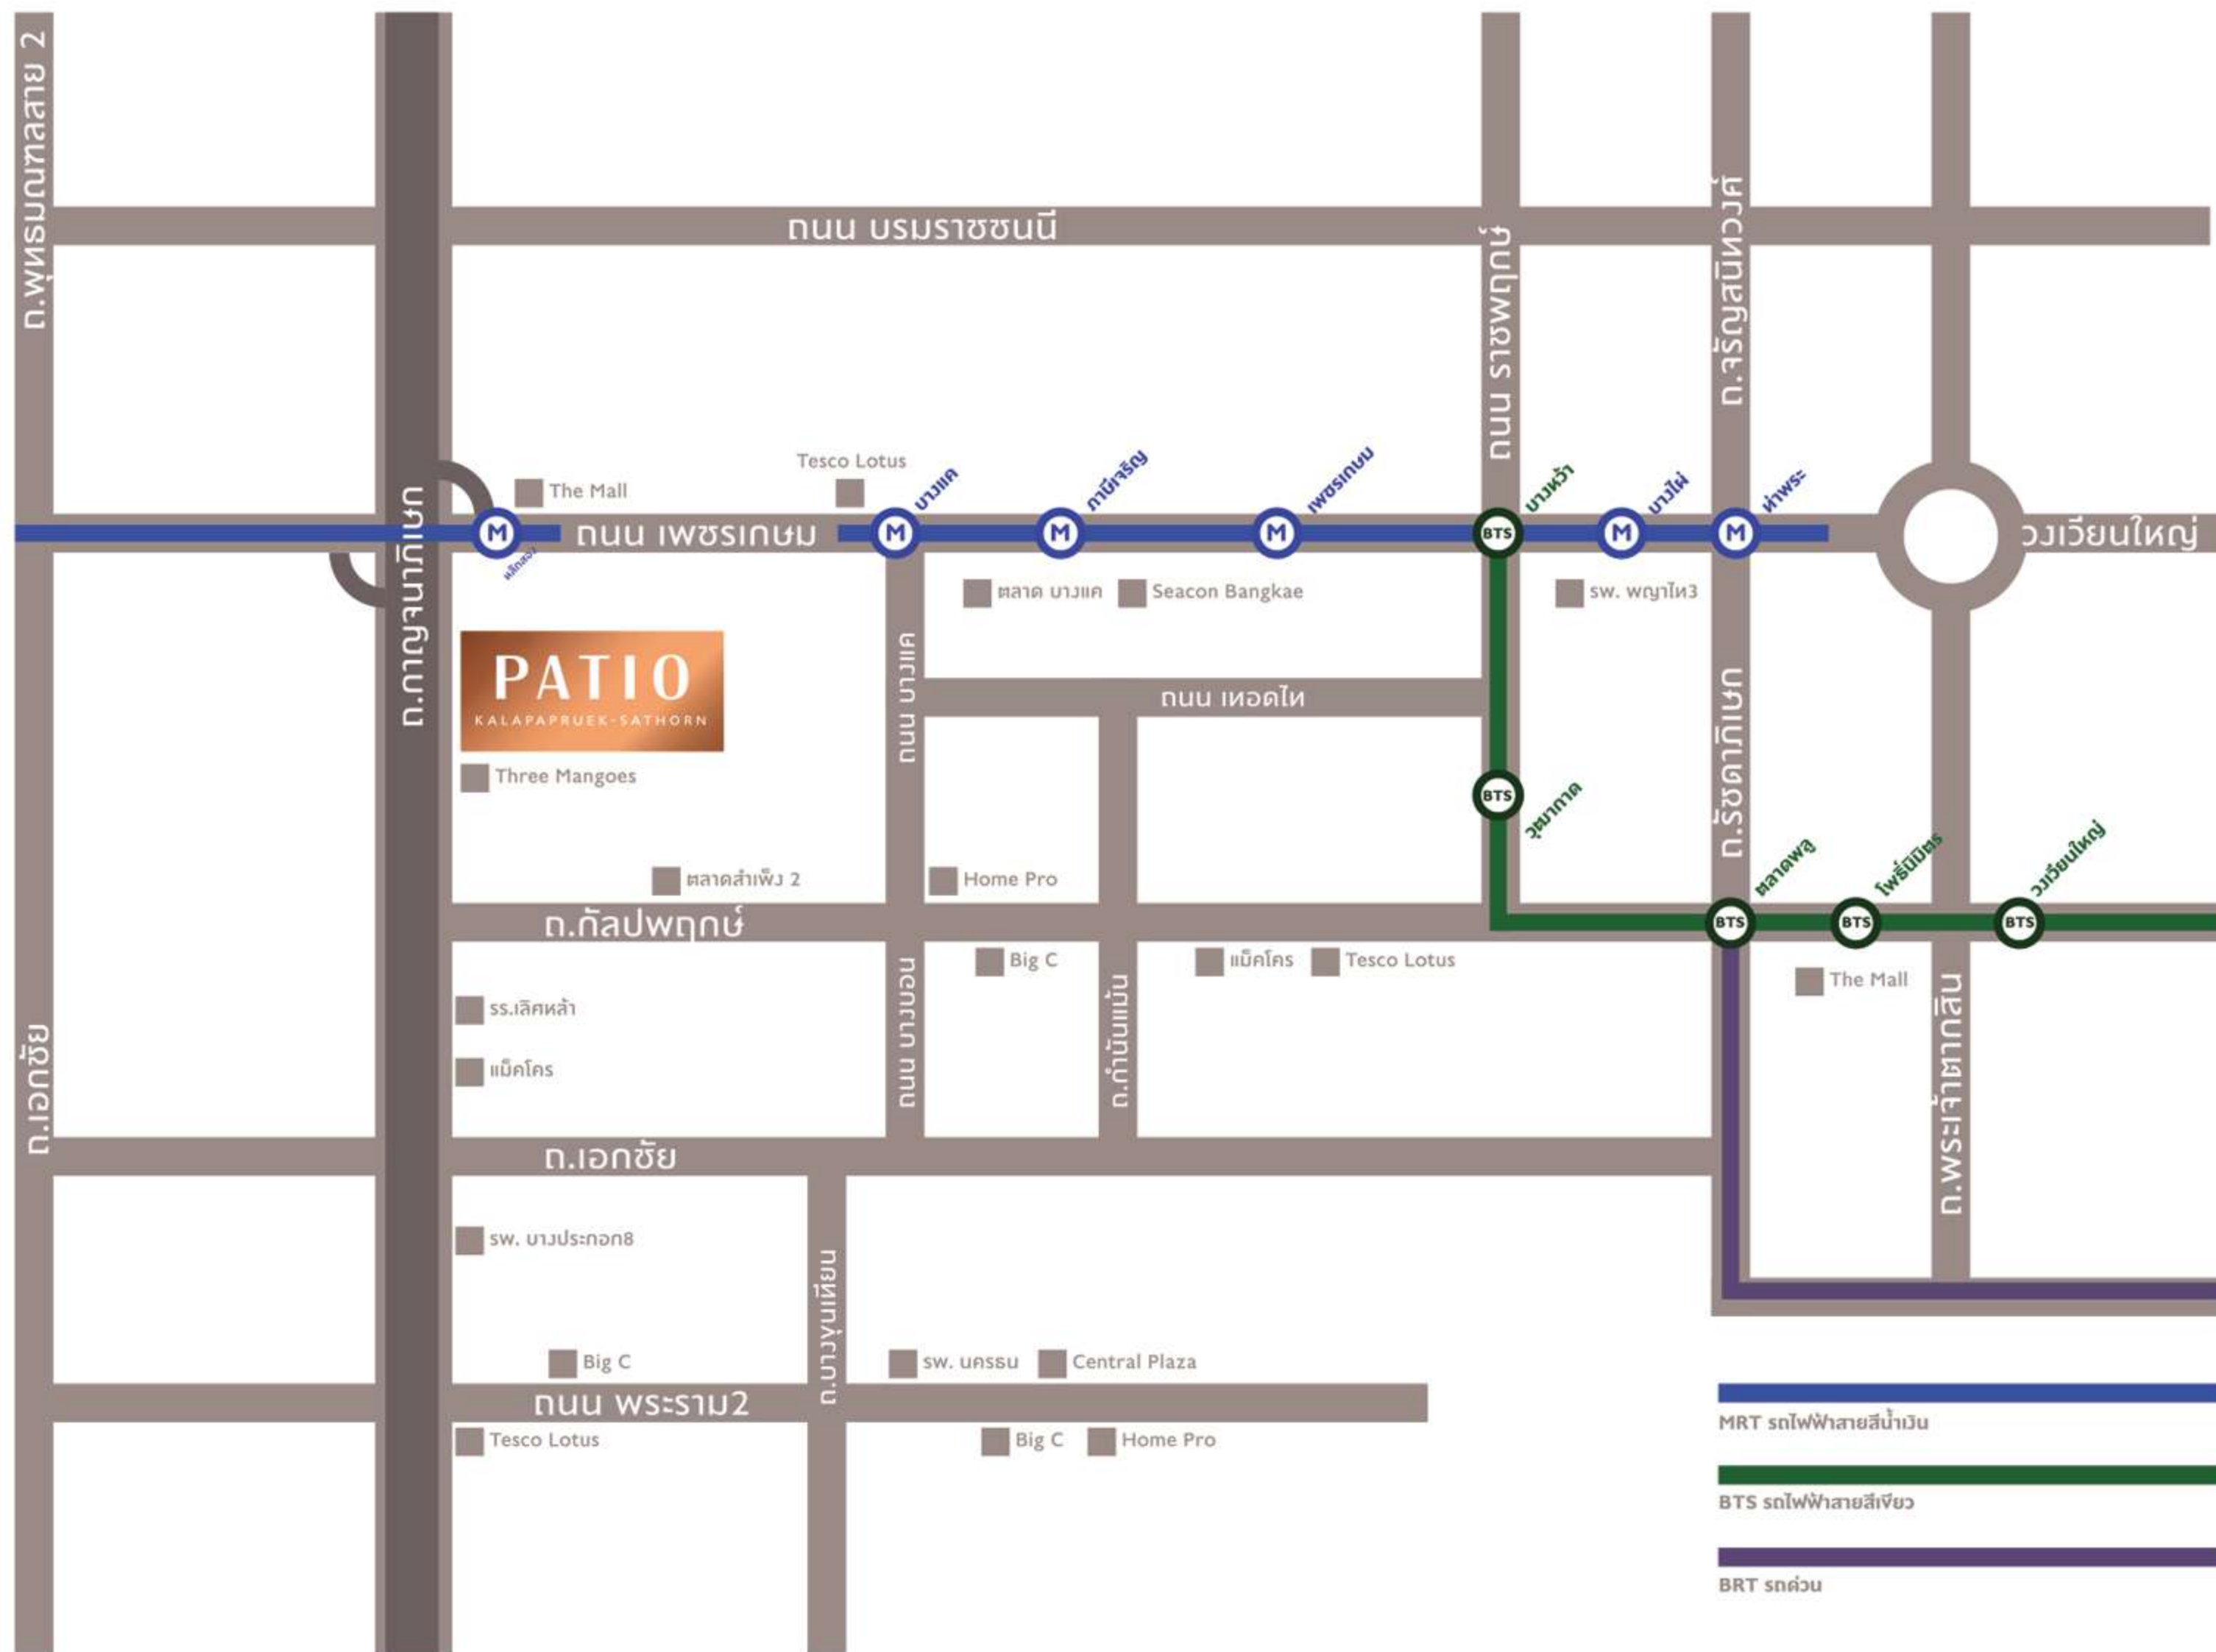 ถ.พุทธมณฑลสาย 2
ถนน บรมราชชนนี
ถนน ราชพฤกษ์
ถ.จรัญสนิทวงศ์
ถ.กาญจนาภิเษก
The Mall
Tesco Lotus
บางแค
ภาษีเจริญ
เพชรเกษม
บางหว้า
บางไผ่
ท่าพระ
M
หลักสอง
ถนน เพชรเกษม
M
M
M
BTS
M
M
วงเวียนใหญ่
ตลาด บางแค
Seacon Bangkae
รพ. พญาไท3
PATIO
KALAPAPRUEK-SATHORN
Three Mangoes
ถนน บางแค
ถนน เทอดไท
ถ.รัชดาภิเษก
BTS
วุฒากาศ
ตลาดพลู
โพธิ์นิมิตร
วงเวียนใหญ่
ตลาดสำเพ็ง 2
Home Pro
ถ.กัลปพฤกษ์
BTS
BTS
BTS
Big C
แม็คโคร
Tesco Lotus
The Mall
รร.เลิศหล้า
แม็คโคร
ถนน บางบอน
ถ.กำนันแม้น
ถ.พระเจ้าตากสิน
ถ.เอกชัย
ถ.เอกชัย
รพ. บางประกอก8
ถ.บางขุนเทียน
Big C
รพ. นครธน
Central Plaza
ถนน พระราม2
Tesco Lotus
Big C
Home Pro
MRT รถไฟฟ้าสายสีน้ำเงิน
BTS รถไฟฟ้าสายสีเขียว
BRT รถด่วน